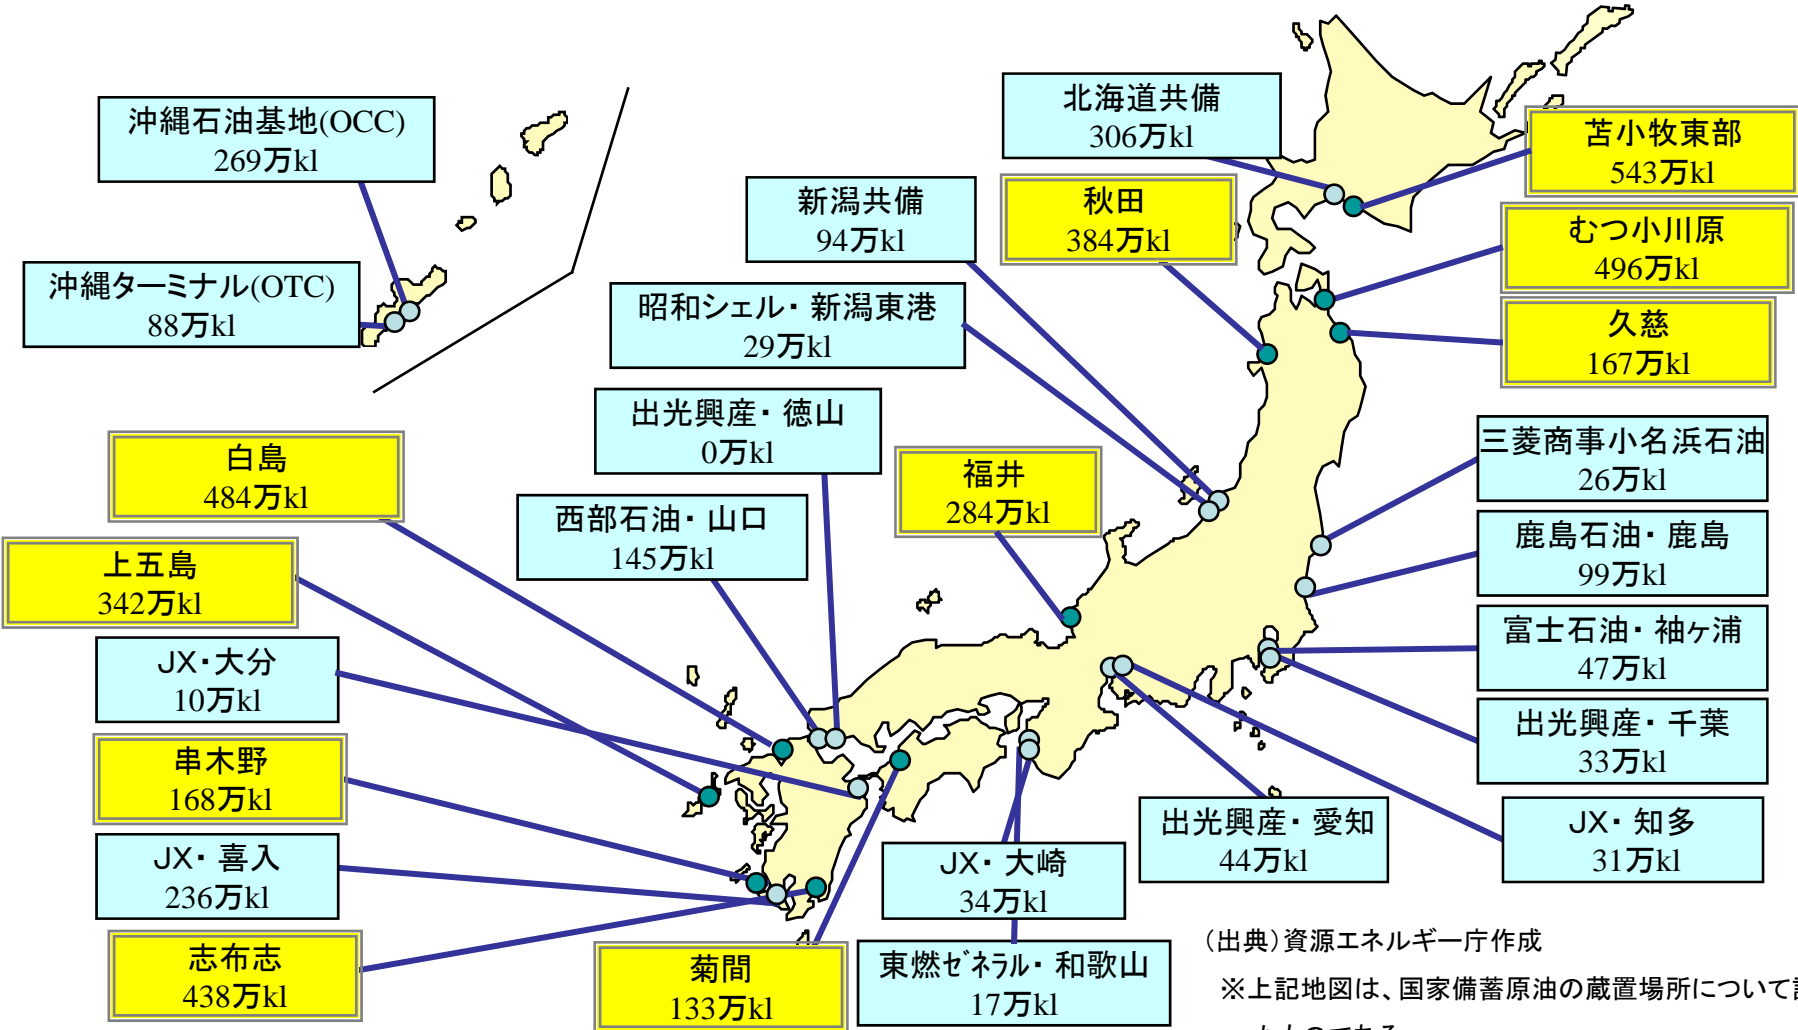 北海道共備
306万kl
苫小牧東部
543万kl
沖縄石油基地(OCC)
269万kl
新潟共備
94万kl
秋田
384万kl
むつ小川原
496万kl
沖縄ターミナル(OTC)
88万kl
昭和シェル・新潟東港
29万kl
久慈
167万kl
出光興産・徳山
0万kl
三菱商事小名浜石油
26万kl
白島
484万kl
福井
284万kl
西部石油・山口
145万kl
鹿島石油・鹿島
99万kl
上五島
342万kl
富士石油・袖ヶ浦
47万kl
JX・大分
10万kl
出光興産・千葉
33万kl
串木野
168万kl
出光興産・愛知
44万kl
JX・知多
31万kl
JX・喜入
236万kl
JX・大崎
34万kl
志布志
438万kl
菊間
133万kl
東燃ゼネラル・和歌山
17万kl
（出典）資源エネルギー庁作成
※上記地図は、国家備蓄原油の蔵置場所について